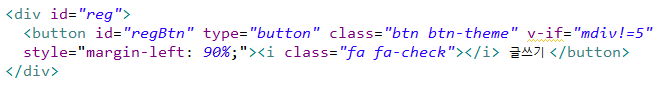 <div id="reg">
<button id="regBtn" type="button" class="btn btn-theme" v-if="mdiv!=5"
style="margin-left: 90%;"><i class="fa fa-check"></i> 글쓰기</button>
</div>